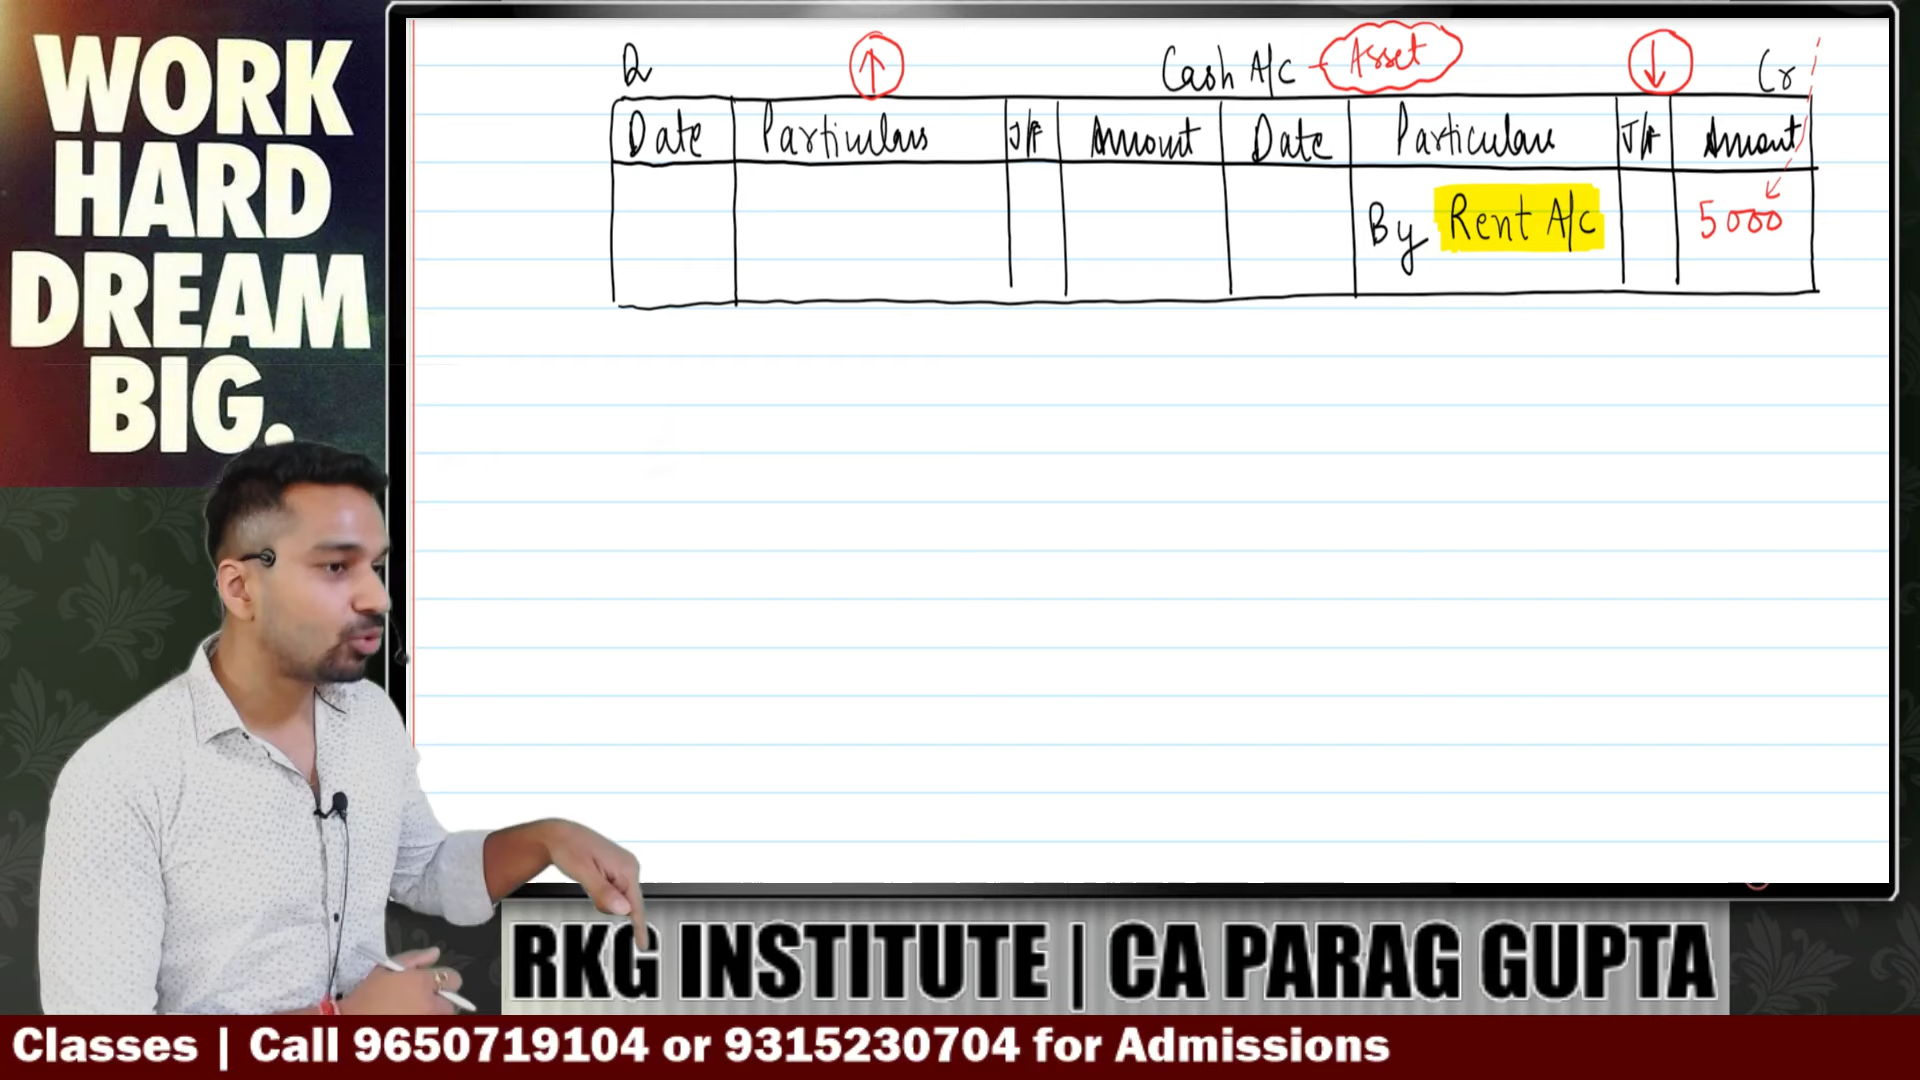 WORK
HARD
DREAM
BIG.
Dr Cash A/c - Asset Cr
Date Particulars J/F Amount Date Particulars J/F Amount
By Rent A/c 5000
RKG INSTITUTE | CA PARAG GUPTA
Classes | Call 9650719104 or 9315230704 for Admissions